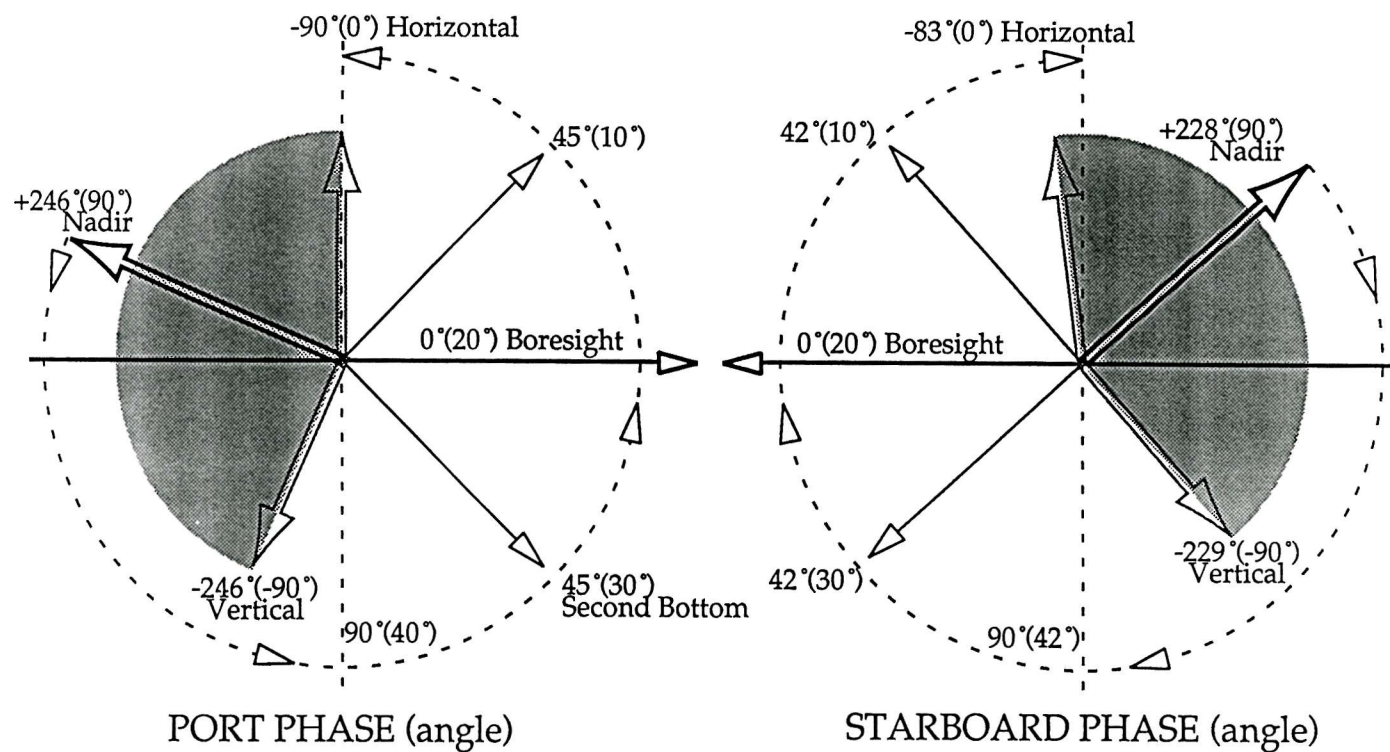 -90°(0°) Horizontal
45°(10°)
+246°(90°)
Nadir
0°(20°) Boresight
-246°(-90°)
Vertical
45°(30°)
Second Bottom
90°(40°)
PORT PHASE (angle)
-83°(0°) Horizontal
42°(10°)
+228°(90°)
Nadir
0°(20°) Boresight
-229°(-90°)
Vertical
42°(30°)
90°(42°)
STARBOARD PHASE (angle)